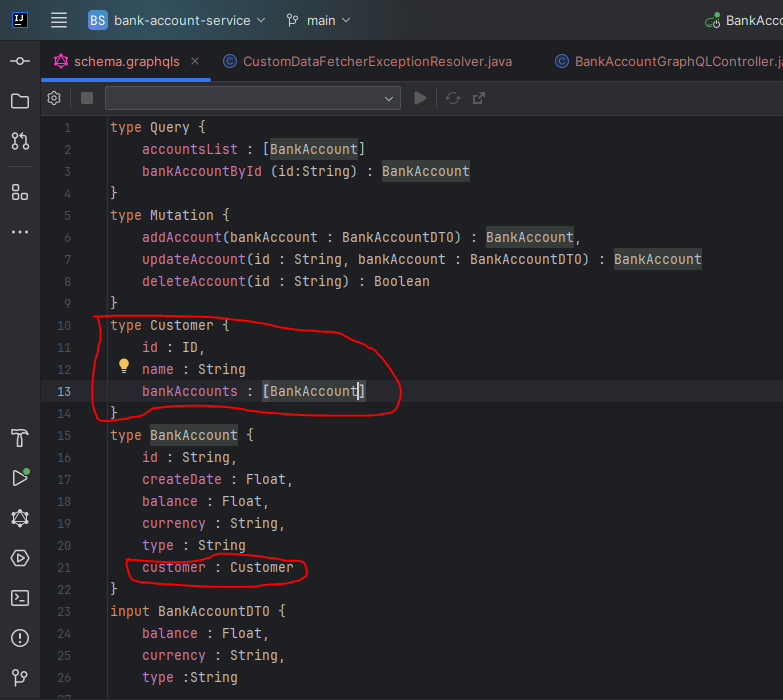 IJ BS bank-account-service main BankAcco
schema.graphqls CustomDataFetcherExceptionResolver.java BankAccountGraphQLController.j
1 type Query {
2 accountsList : [BankAccount]
3 bankAccountById (id:String) : BankAccount
4 }
5 type Mutation {
6 addAccount(bankAccount : BankAccountDTO) : BankAccount,
7 updateAccount(id : String, bankAccount : BankAccountDTO) : BankAccount
8 deleteAccount(id : String) : Boolean
9 }
10 type Customer {
11 id : ID,
12 name : String
13 bankAccounts : [BankAccount]
14 }
15 type BankAccount {
16 id : String,
17 createDate : Float,
18 balance : Float,
19 currency : String,
20 type : String
21 customer : Customer
22 }
23 input BankAccountDTO {
24 balance : Float,
25 currency : String,
26 type :String